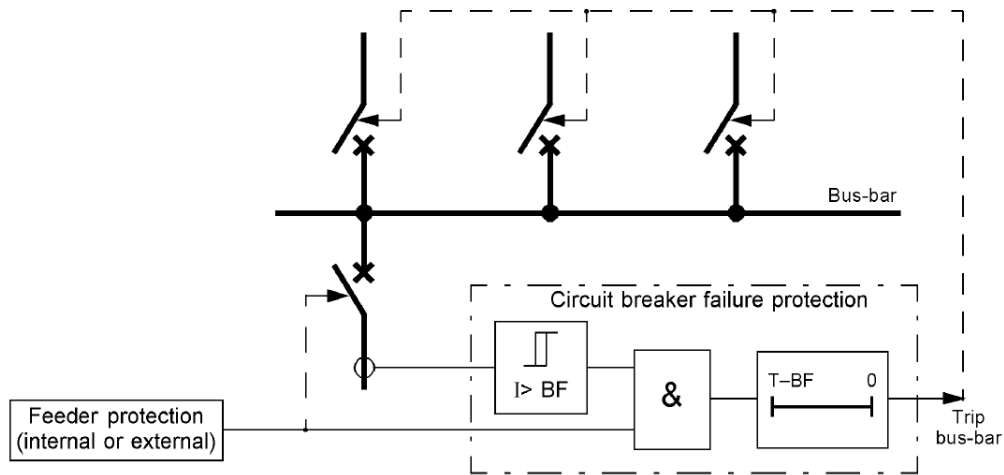 Bus-bar
Circuit breaker failure protection
I> BF
&
T–BF 0
Feeder protection
(internal or external)
Trip
bus-bar